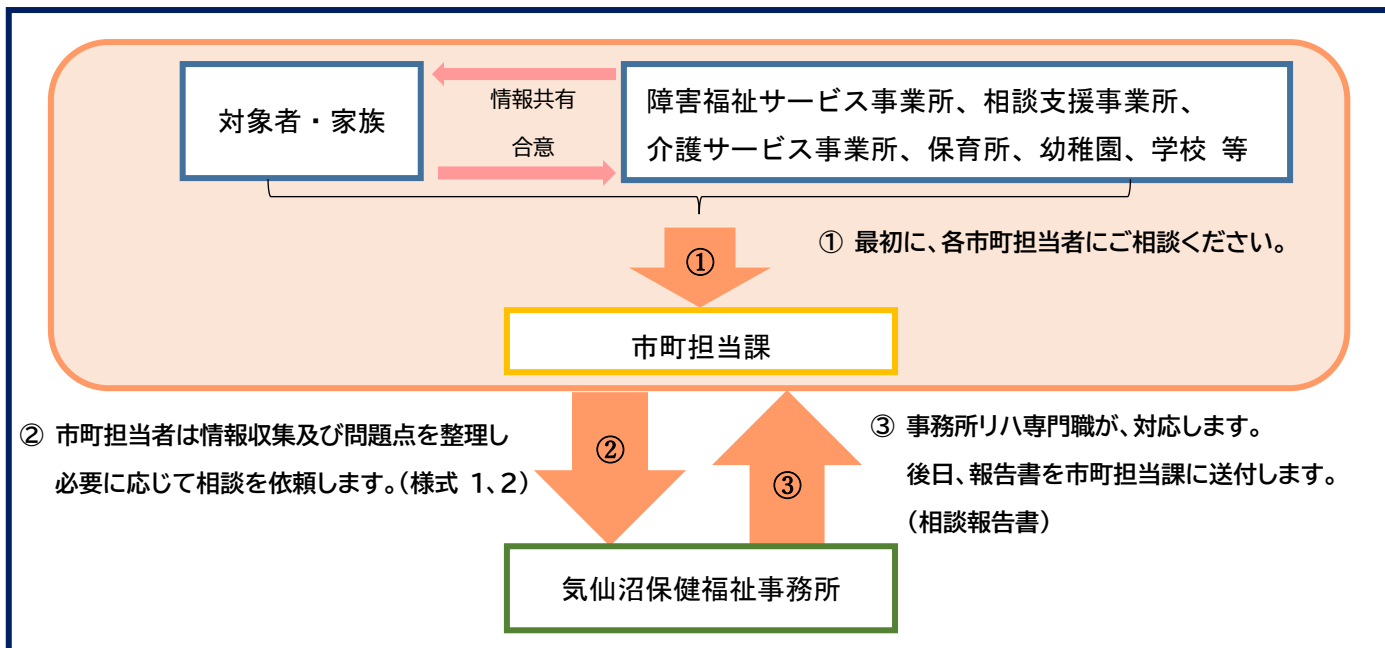 対象者・家族
情報共有
合意
障害福祉サービス事業所、相談支援事業所、
介護サービス事業所、保育所、幼稚園、学校 等
① 最初に、各市町担当者にご相談ください。
①
市町担当課
② 市町担当者は情報収集及び問題点を整理し
必要に応じて相談を依頼します。(様式 1、2)
②
③
③ 事務所リハ専門職が、対応します。
後日、報告書を市町担当課に送付します。
(相談報告書)
気仙沼保健福祉事務所